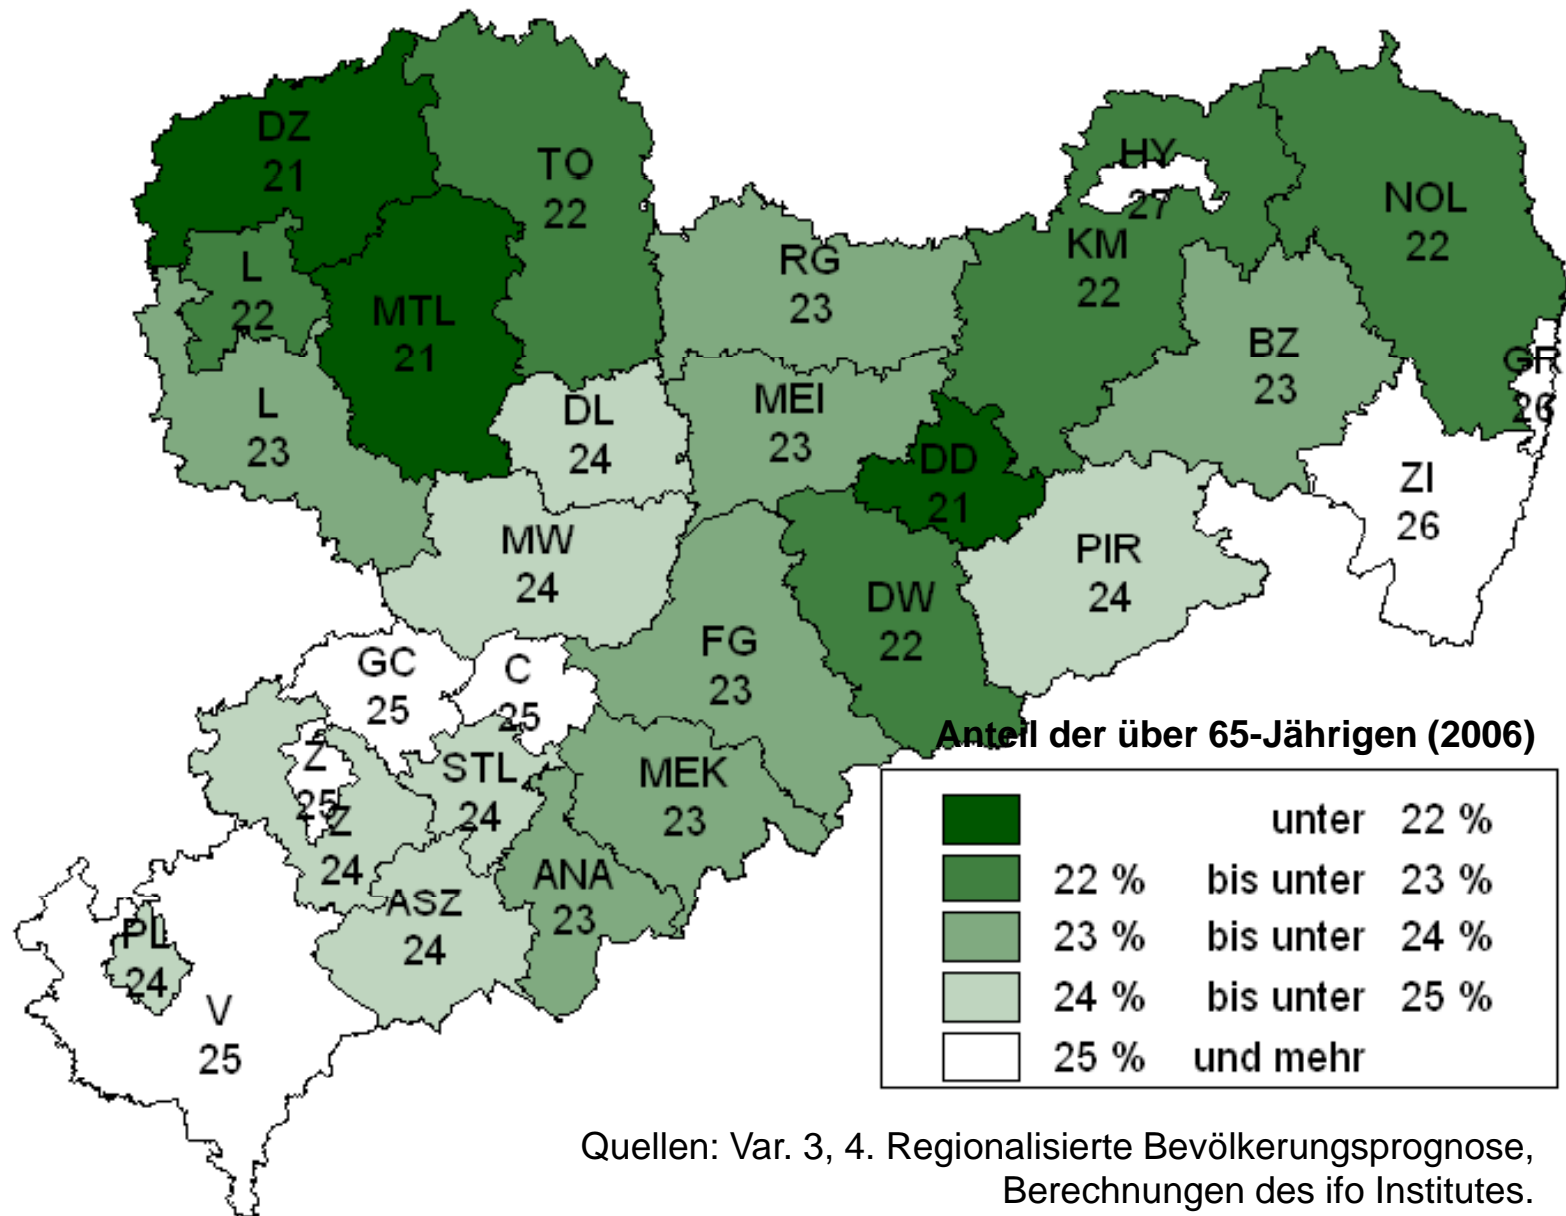 DZ
21
TO
22
HY
27
NOL
22
L
22
MTL
21
RG
23
KM
22
BZ
23
GR
26
L
23
DL
24
MEI
23
DD
21
ZI
26
MW
24
PIR
24
DW
22
FG
23
GC
25
C
25
Z
25
Z
24
STL
24
MEK
23
ANA
23
ASZ
24
PL
24
V
25
Anteil der über 65-Jährigen (2006)
unter 22 %
22 % bis unter 23 %
23 % bis unter 24 %
24 % bis unter 25 %
25 % und mehr
Quellen: Var. 3, 4. Regionalisierte Bevölkerungsprognose,
Berechnungen des ifo Institutes.